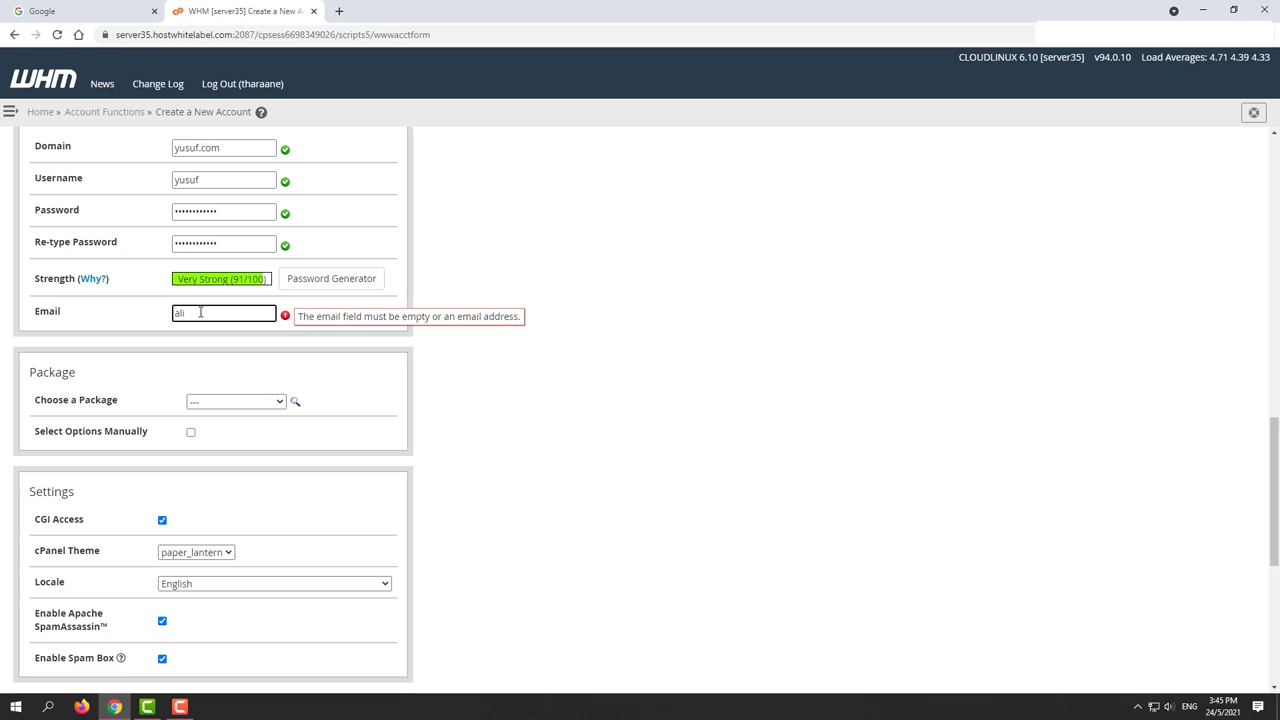 Google
WHM [server35] Create a New A
server35.hostwhitelabel.com:2087/cpsess6698349026/scripts5/wwwacctform
CLOUDLINUX 6.10 [server35] v94.0.10 Load Averages: 4.71 4.39 4.33
WHM News Change Log Log Out (tharaane)
Home » Account Functions » Create a New Account
Domain yusuf.com
Username yusuf
Password ••••••••••••
Re-type Password ••••••••••••
Strength (Why?) Very Strong (91/100) Password Generator
Email ali The email field must be empty or an email address.
Package
Choose a Package ---
Select Options Manually
Settings
CGI Access
cPanel Theme paper_lantern
Locale English
Enable Apache
SpamAssassin™
Enable Spam Box
3:45 PM
ENG
24/5/2021